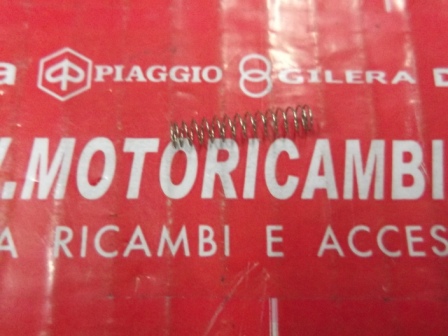 PIAGGIO GILERA
.MOTORICAMBI
A RICAMBI E ACCES